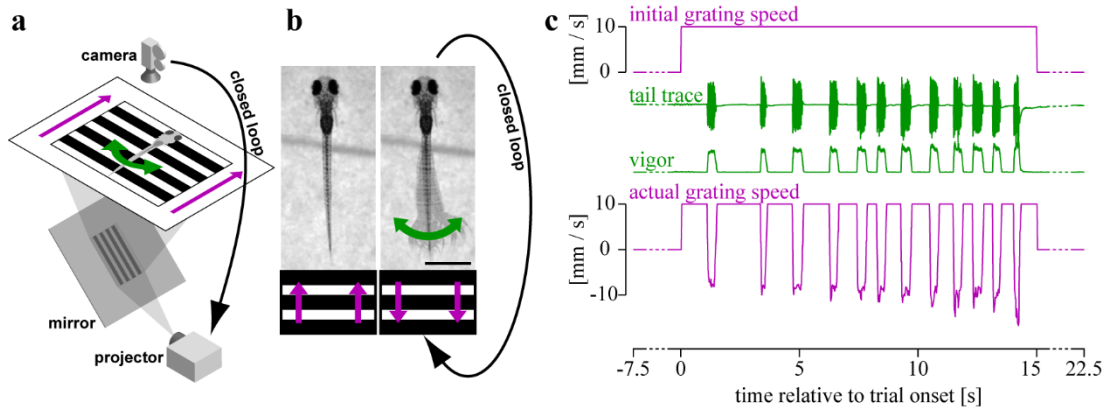 a
camera
closed loop
mirror
projector
b
closed loop
c
initial grating speed
10
0
[mm / s]
tail trace
vigor
actual grating speed
10
0
-10
[mm / s]
-7.5 0 5 10 15 22.5
time relative to trial onset [s]